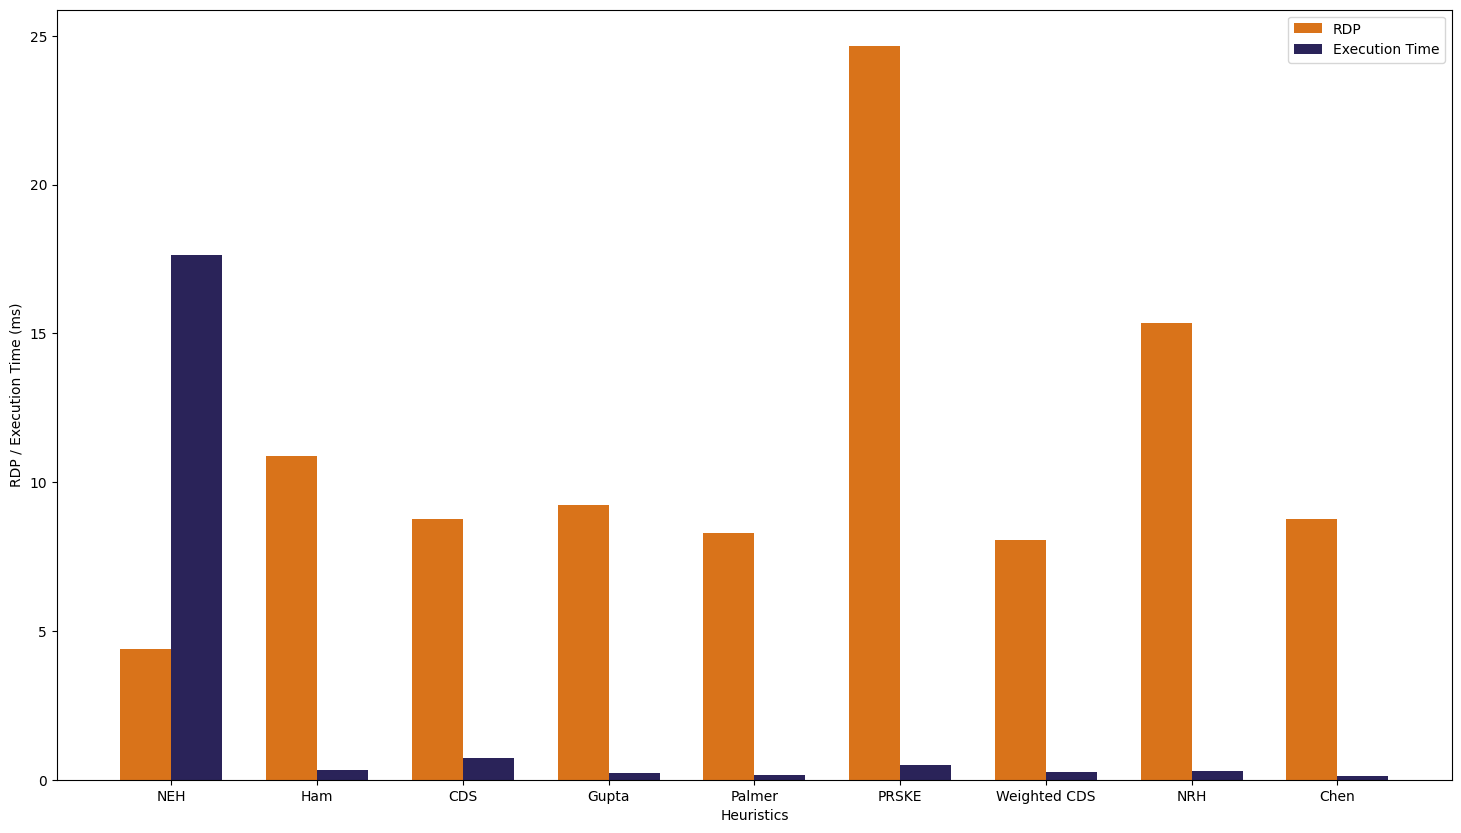 RDP
Execution Time
RDP / Execution Time (ms)
25
20
15
10
5
0
NEH Ham CDS Gupta Palmer PRSKE Weighted CDS NRH Chen
Heuristics